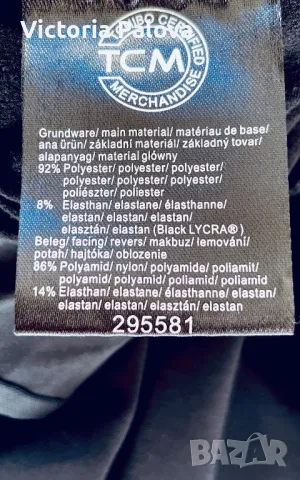 Victoria Palova
TCHIBO CERTIFIED
TCM
MERCHANDISE
Grundware/ main material/ matériau de base/
ana ürün/ základní materiál/ základný tovar/
alapanyag/ material główny
92% Polyester/ polyester/ polyester/
polyester/ polyester/ polyester/
poliészter/ poliester
8% Elasthan/ elastane/ élasthanne/
elastan/ elastan/ elastan/
elasztán/ elastan (Black LYCRA®)
Beleg/ facing/ revers/ makbuz/ lemování/
poťah/ hajtóka/ oblozenie
86% Polyamid/ nylon/ polyamide/ poliamit/
polyamid/ polyamid/ poliamid/ poliamid
14% Elasthan/ elastane/ élasthanne/ elastan/
elastan/ elastan/ elasztán/ elastan
295581
BAZAR